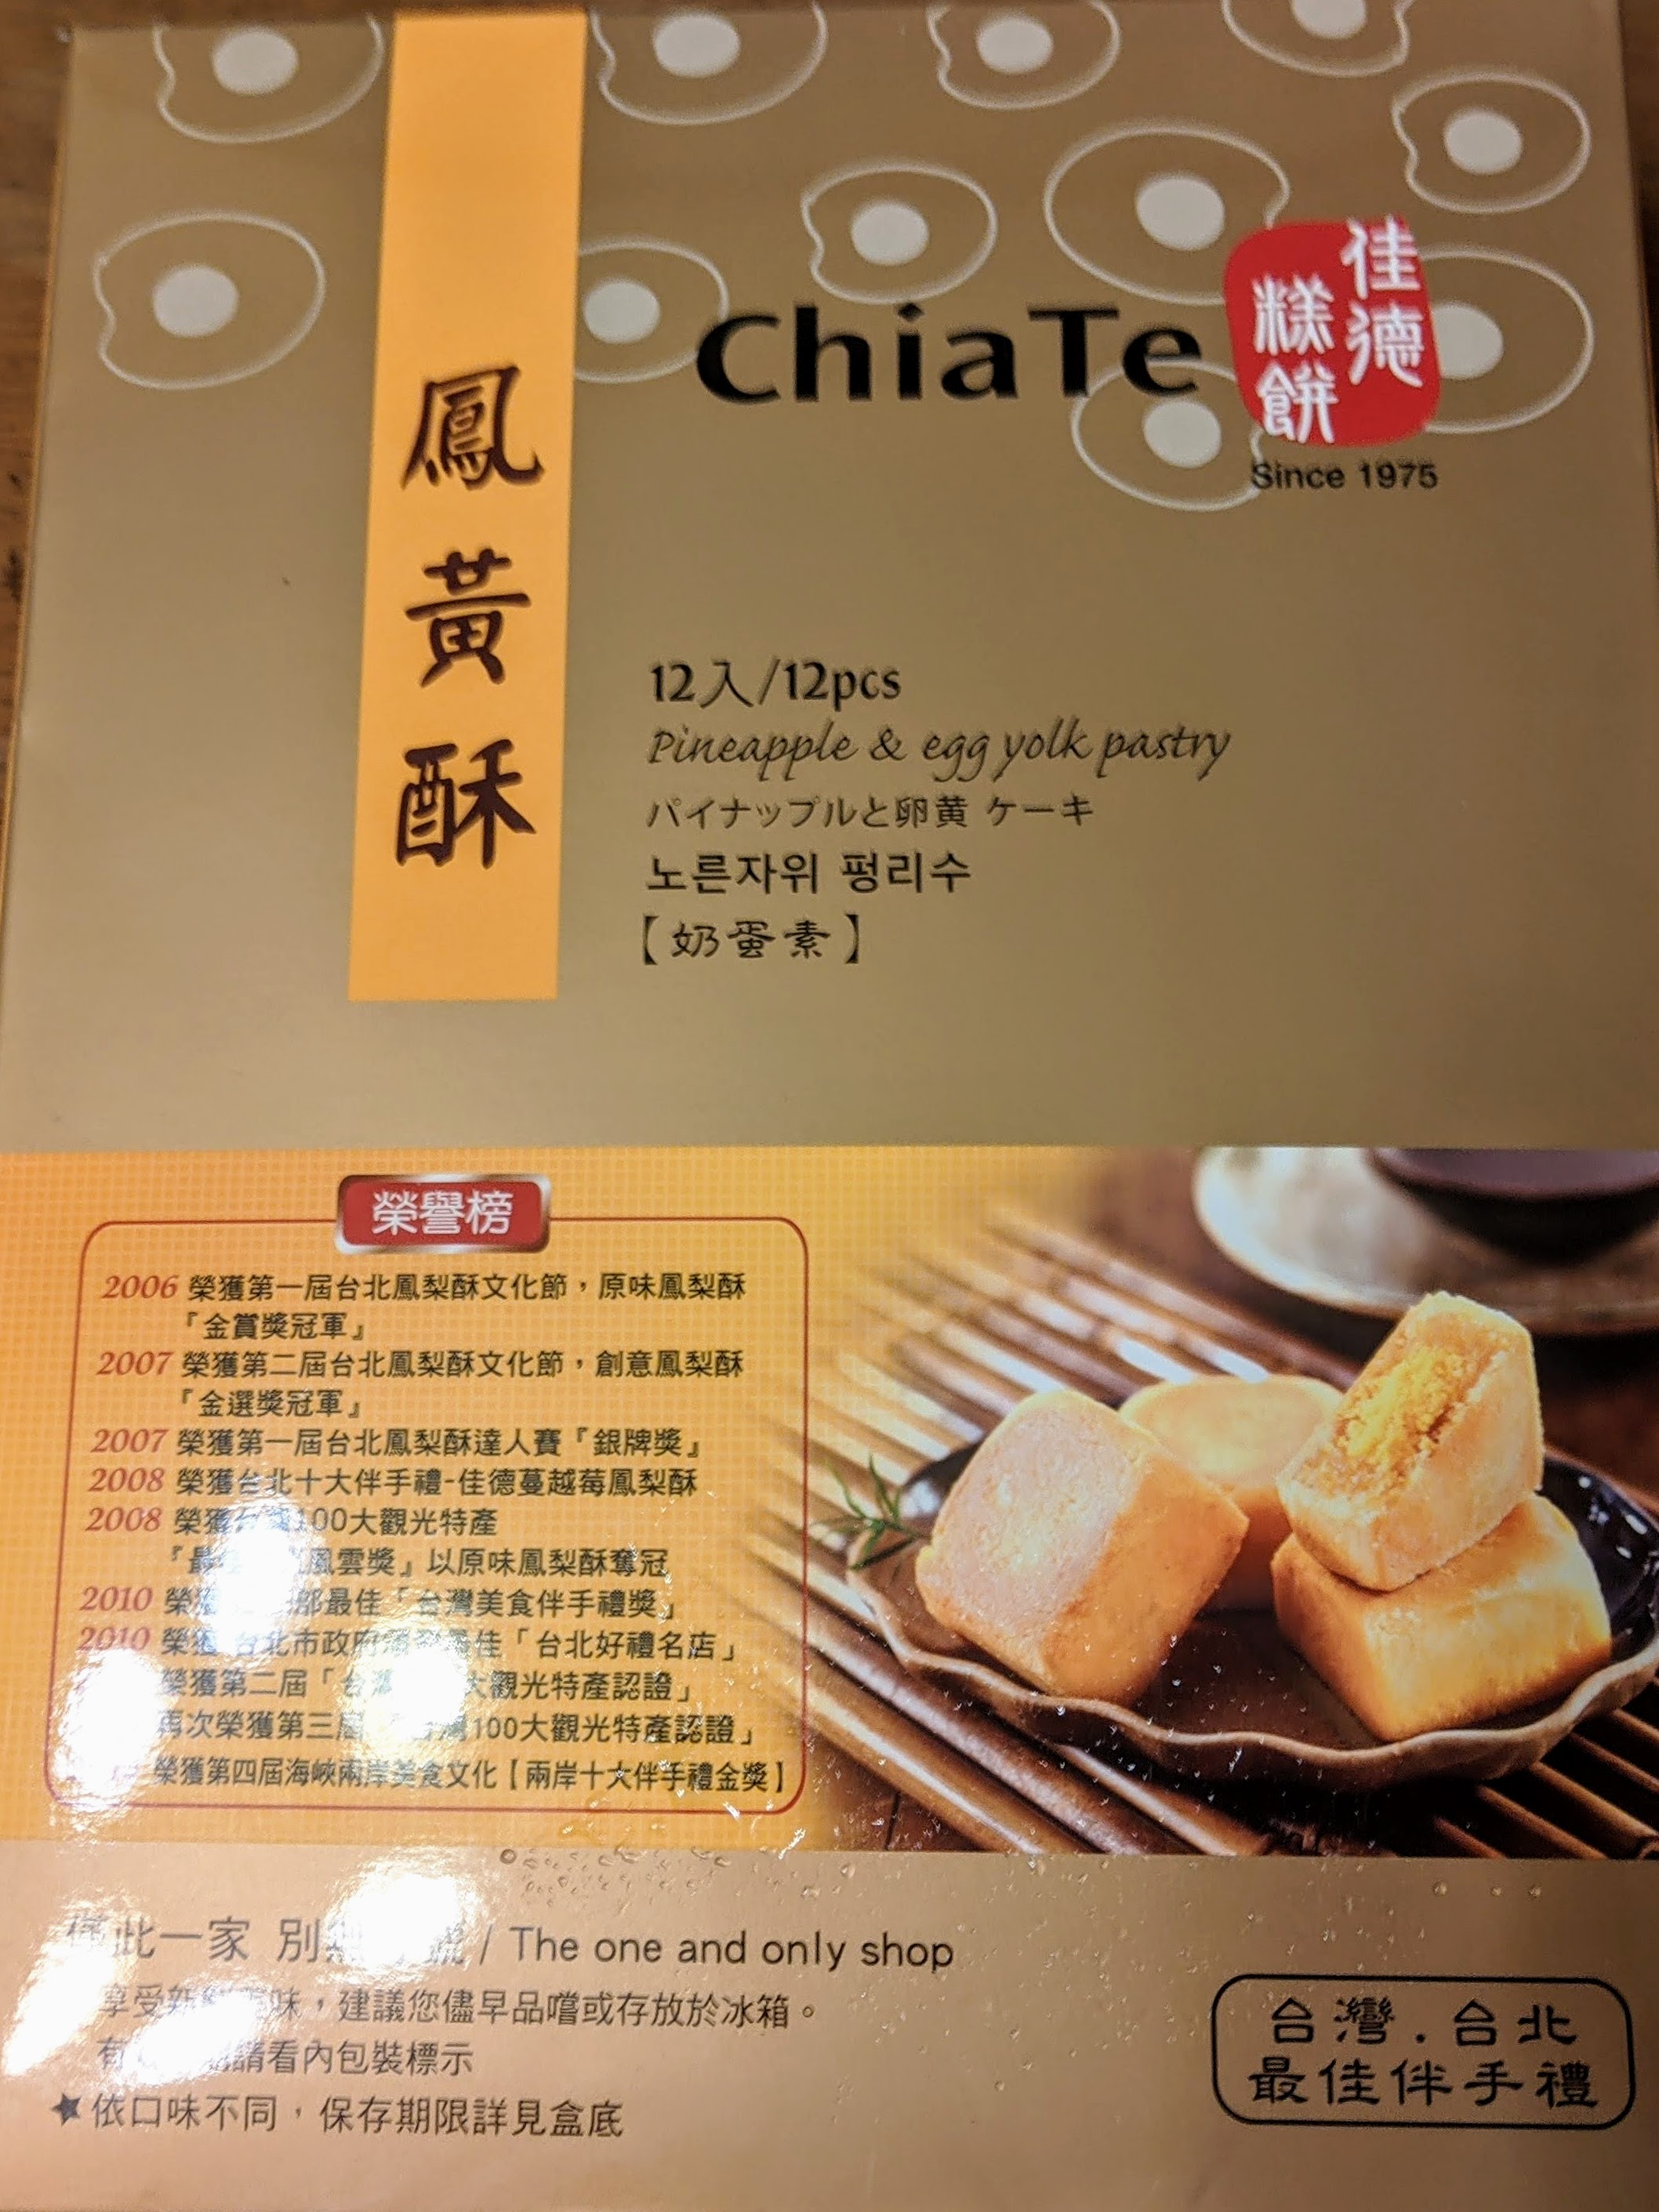 鳳黃酥
ChiaTe
佳德糕餅
Since 1975
12入/12pcs
Pineapple & egg yolk pastry
パイナップルと卵黄 ケーキ
노른자위 펑리수
【奶蛋素】
榮譽榜
2006 榮獲第一屆台北鳳梨酥文化節，原味鳳梨酥
『金賞獎冠軍』
2007 榮獲第二屆台北鳳梨酥文化節，創意鳳梨酥
『金選獎冠軍』
2007 榮獲第一屆台北鳳梨酥達人賽『銀牌獎』
2008 榮獲台北十大伴手禮-佳德蔓越莓鳳梨酥
2008 榮獲 100大觀光特產
風雲獎』以原味鳳梨酥奪冠
2010 榮 部最佳「台灣美食伴手禮獎」
2010 榮獲 台北市政府 最佳「台北好禮名店」
榮獲第二屆「台 大觀光特產認證」
再次榮獲第三屆 台灣100大觀光特產認證」
榮獲第四屆海峽兩岸美食文化【兩岸十大伴手禮金獎】
此一家 別 / The one and only shop
享受新 味，建議您儘早品嚐或存放於冰箱。
有 請看內包裝標示
★依口味不同，保存期限詳見盒底
台灣．台北
最佳伴手禮